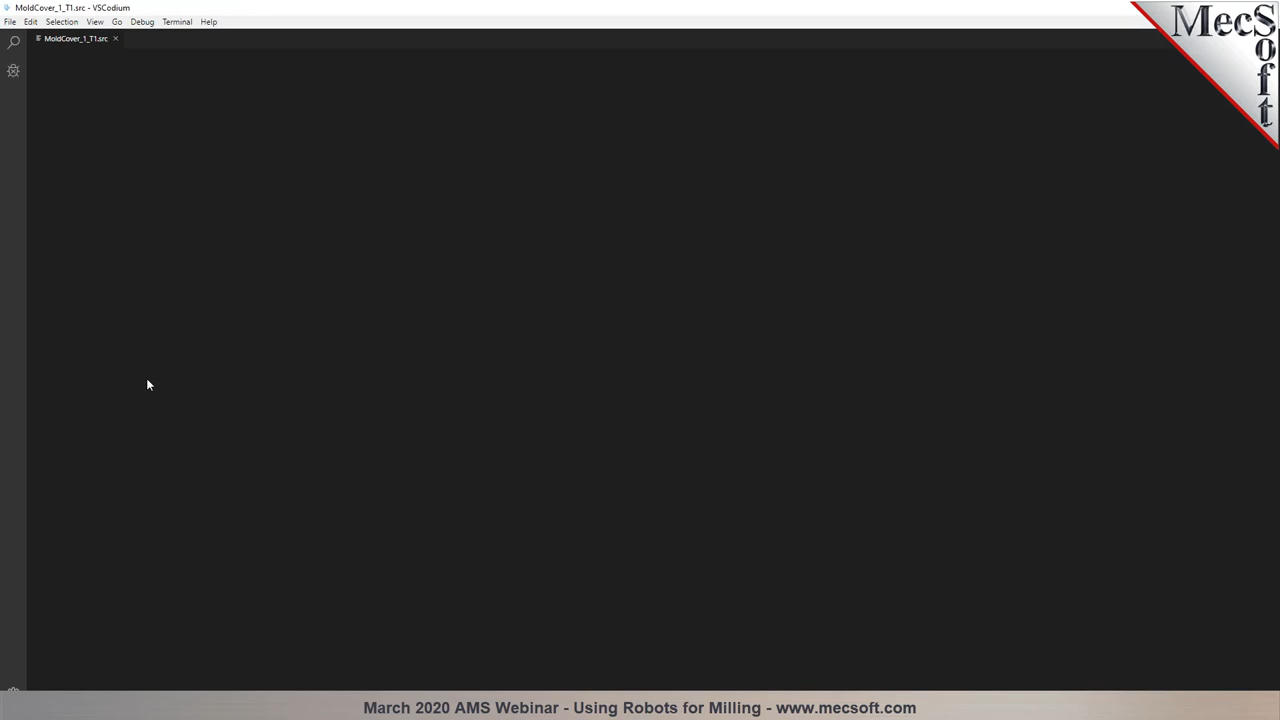 MoldCover_1_T1.src - VSCodium
File Edit Selection View Go Debug Terminal Help
MoldCover_1_T1.src
MecSoft
March 2020 AMS Webinar - Using Robots for Milling - www.mecsoft.com